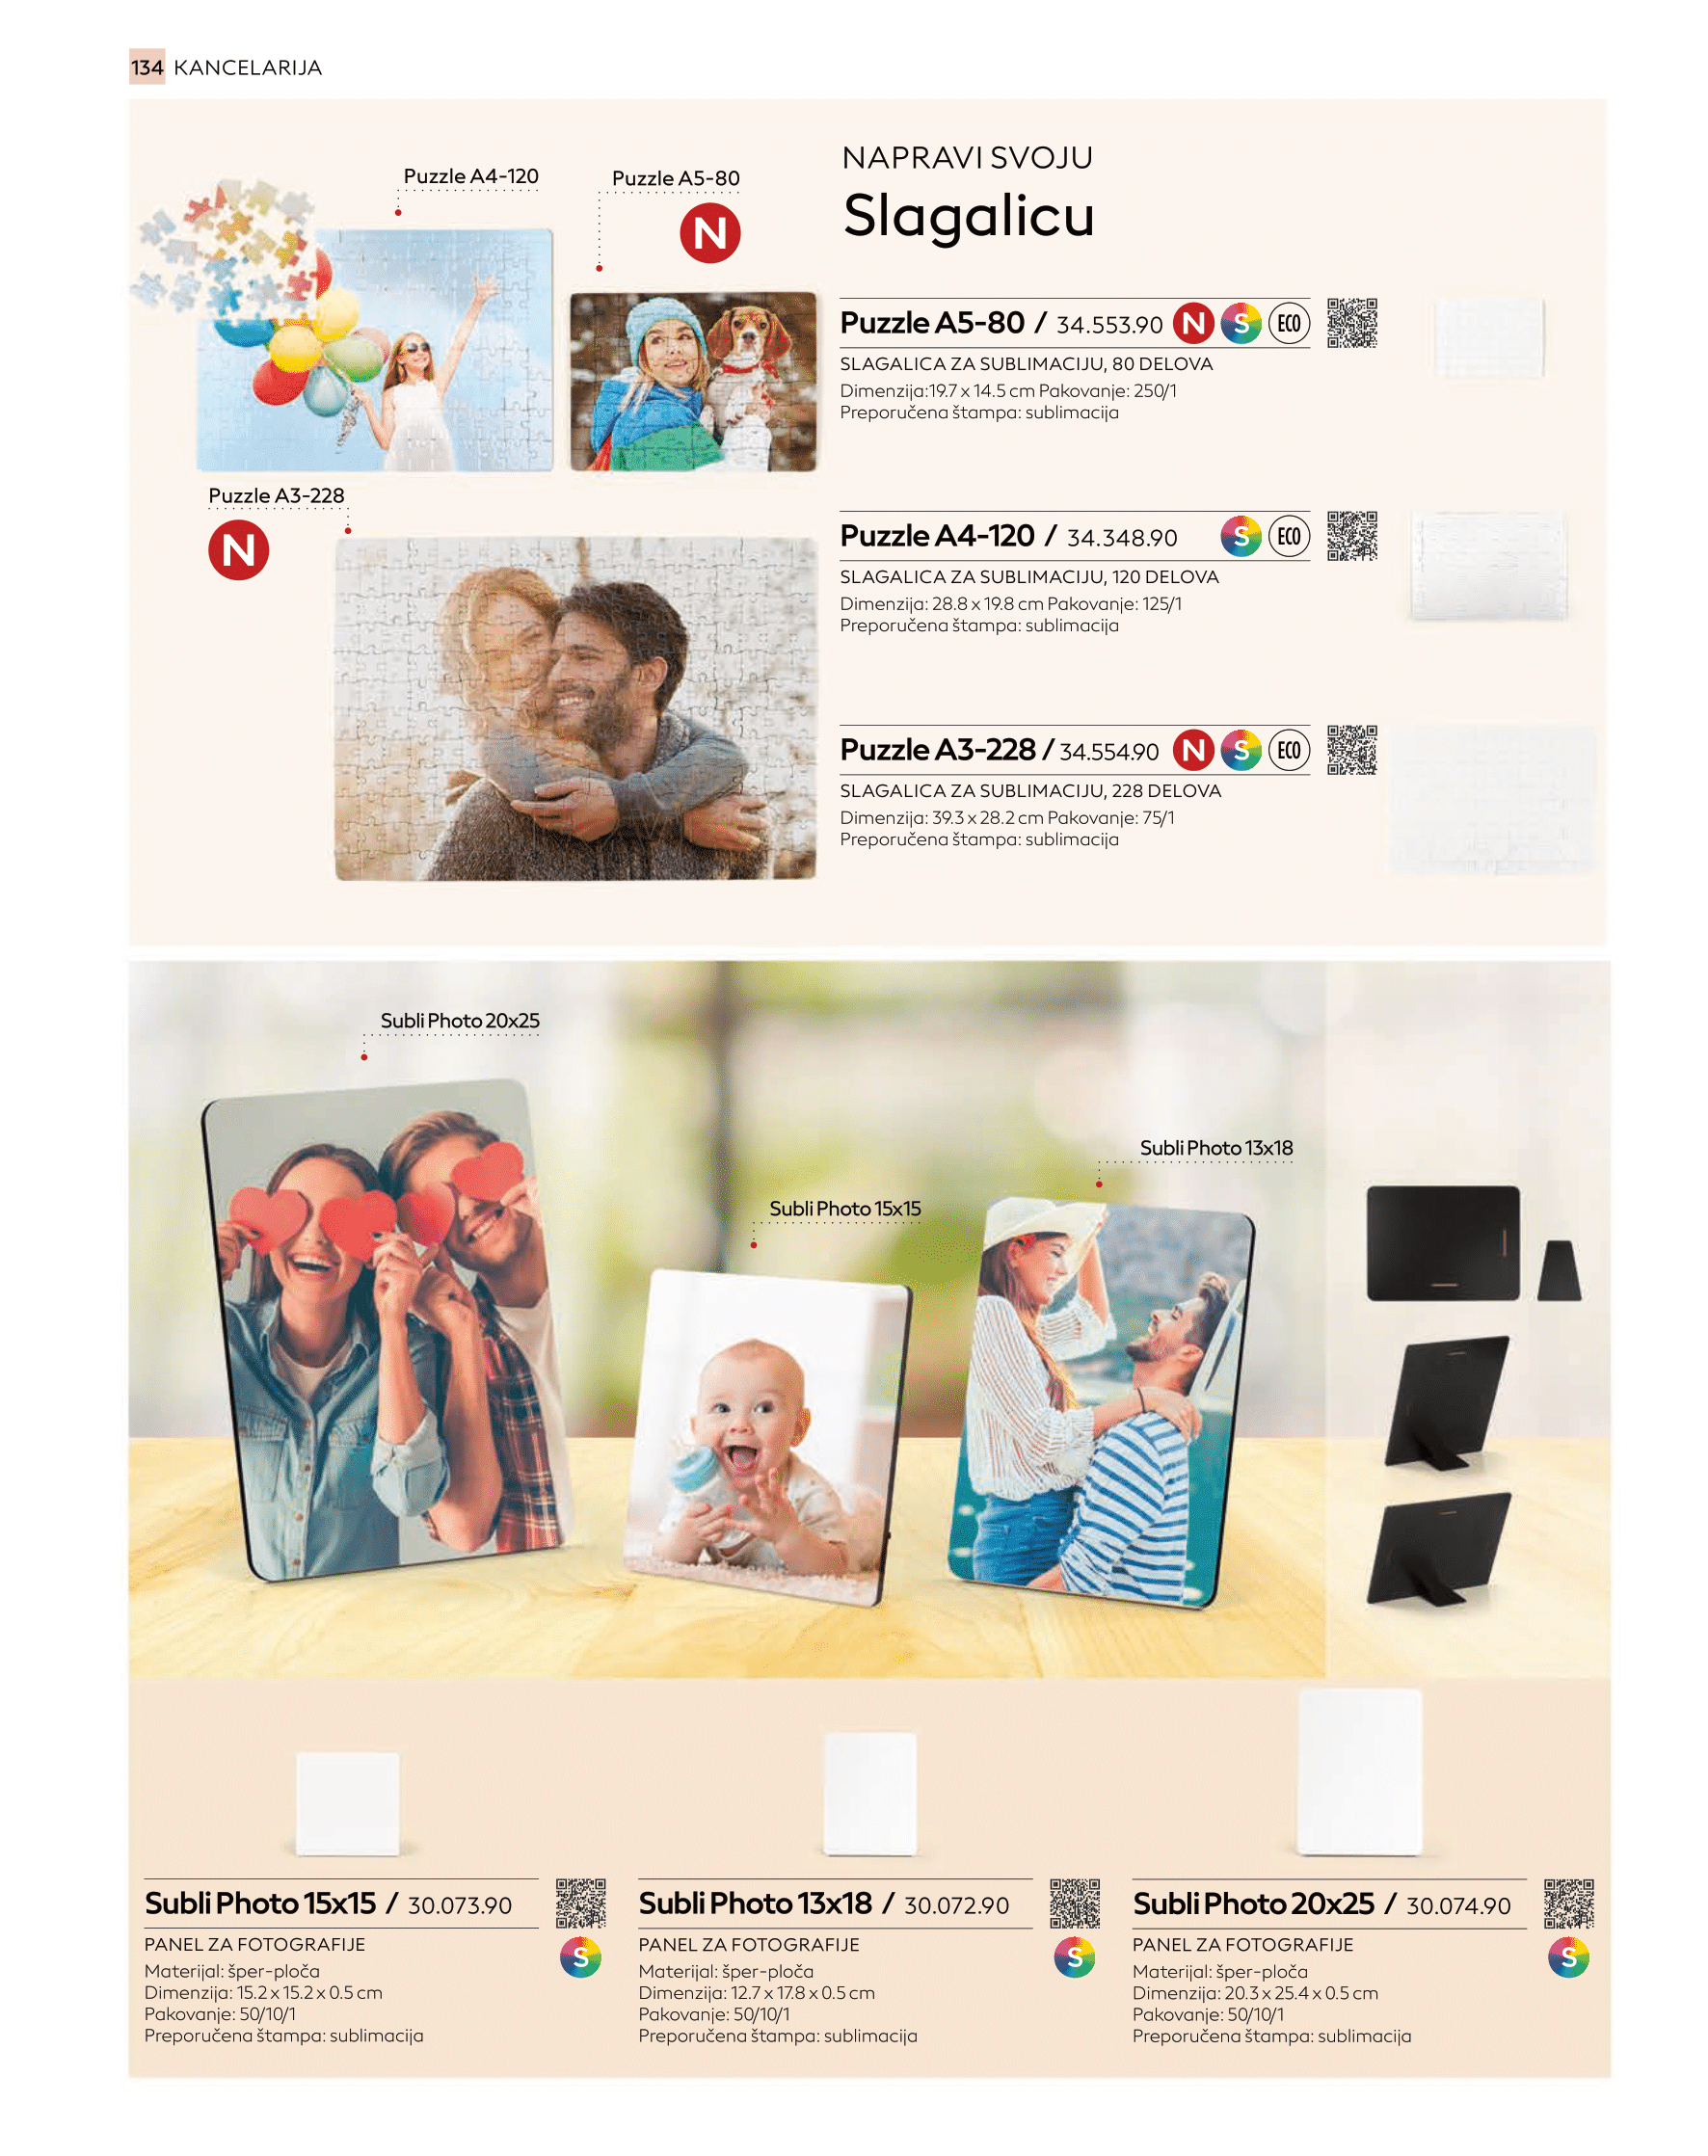 134 KANCELARIJA
Puzzle A4-120
Puzzle A5-80
N
Puzzle A3-228
N
NAPRAVI SVOJU
Slagalicu
Puzzle A5-80 / 34.553.90 N S ECO
SLAGALICA ZA SUBLIMACIJU, 80 DELOVA
Dimenzija:19.7 x 14.5 cm Pakovanje: 250/1
Preporučena štampa: sublimacija
Puzzle A4-120 / 34.348.90 S ECO
SLAGALICA ZA SUBLIMACIJU, 120 DELOVA
Dimenzija: 28.8 x 19.8 cm Pakovanje: 125/1
Preporučena štampa: sublimacija
Puzzle A3-228 / 34.554.90 N S ECO
SLAGALICA ZA SUBLIMACIJU, 228 DELOVA
Dimenzija: 39.3 x 28.2 cm Pakovanje: 75/1
Preporučena štampa: sublimacija
Subli Photo 20x25
Subli Photo 15x15
Subli Photo 13x18
Subli Photo 15x15 / 30.073.90
PANEL ZA FOTOGRAFIJE
S
Materijal: šper-ploča
Dimenzija: 15.2 x 15.2 x 0.5 cm
Pakovanje: 50/10/1
Preporučena štampa: sublimacija
Subli Photo 13x18 / 30.072.90
PANEL ZA FOTOGRAFIJE
S
Materijal: šper-ploča
Dimenzija: 12.7 x 17.8 x 0.5 cm
Pakovanje: 50/10/1
Preporučena štampa: sublimacija
Subli Photo 20x25 / 30.074.90
PANEL ZA FOTOGRAFIJE
S
Materijal: šper-ploča
Dimenzija: 20.3 x 25.4 x 0.5 cm
Pakovanje: 50/10/1
Preporučena štampa: sublimacija